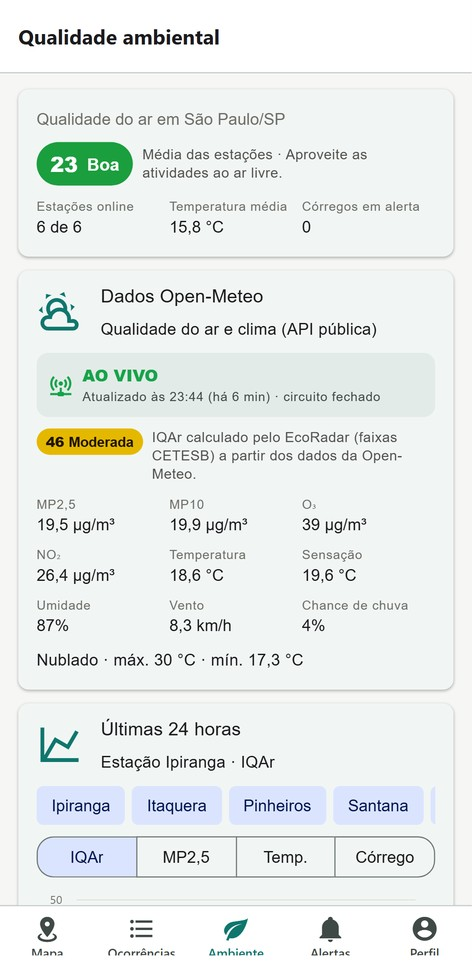 Qualidade ambiental
Qualidade do ar em São Paulo/SP
23 Boa
Média das estações · Aproveite as
atividades ao ar livre.
Estações online
Temperatura média
Córregos em alerta
6 de 6
15,8 °C
0
Dados Open-Meteo
Qualidade do ar e clima (API pública)
AO VIVO
Atualizado às 23:44 (há 6 min) · circuito fechado
46 Moderada
IQAr calculado pelo EcoRadar (faixas
CETESB) a partir dos dados da Open-
Meteo.
MP2,5
MP10
O₃
19,5 µg/m³
19,9 µg/m³
39 µg/m³
NO₂
Temperatura
Sensação
26,4 µg/m³
18,6 °C
19,6 °C
Umidade
Vento
Chance de chuva
87%
8,3 km/h
4%
Nublado · máx. 30 °C · mín. 17,3 °C
Últimas 24 horas
Estação Ipiranga · IQAr
Ipiranga
Itaquera
Pinheiros
Santana
IQAr
MP2,5
Temp.
Córrego
50
Mapa
Ocorrências
Ambiente
Alertas
Perfil